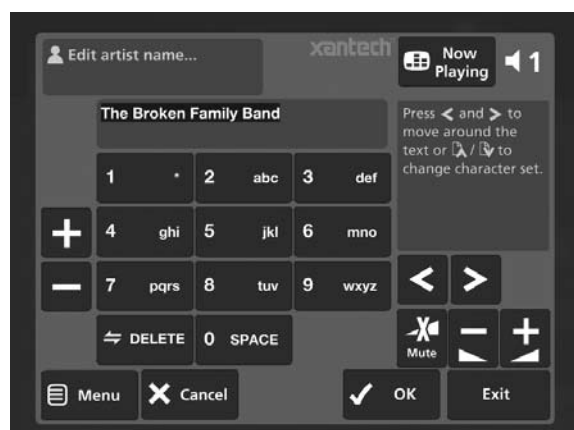 Edit artist name...
xantech
Now
Playing
1
The Broken Family Band
Press < and > to
move around the
text or / to
change character set.
1 *
2 abc
3 def
4 ghi
5 jkl
6 mno
7 pqrs
8 tuv
9 wxyz
DELETE
0 SPACE
Mute
Menu
Cancel
OK
Exit